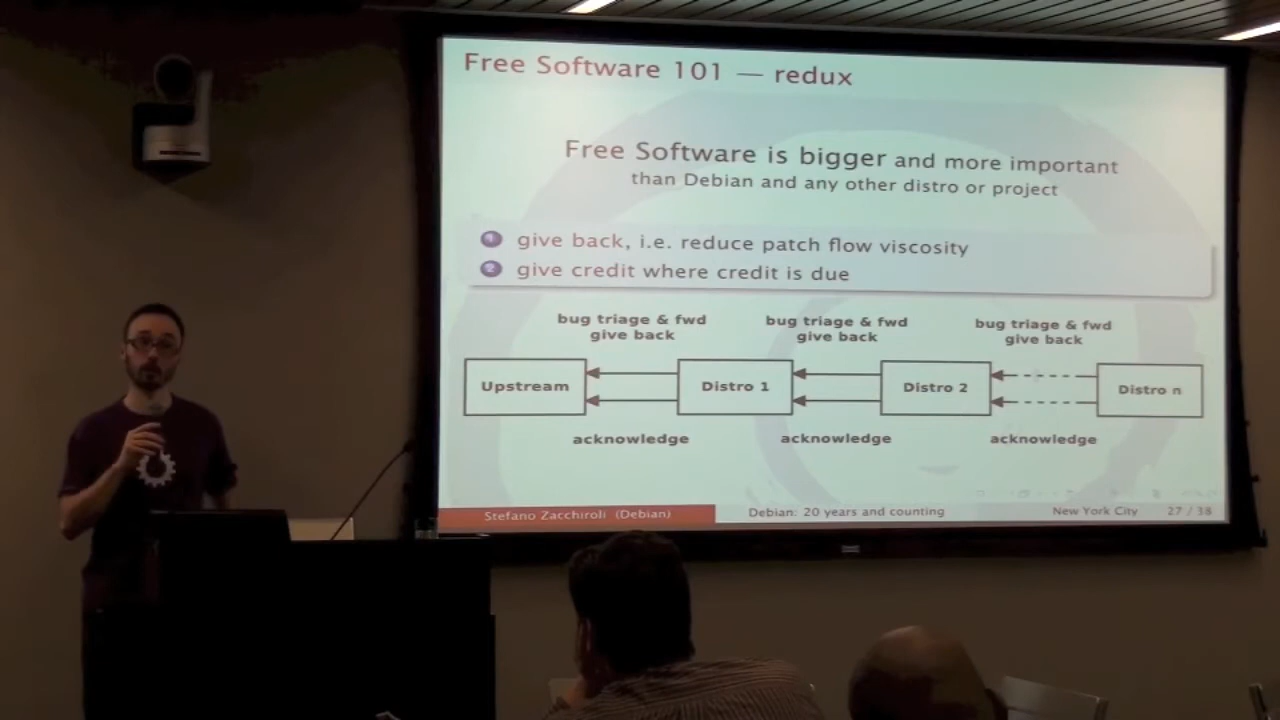 Free Software 101 — redux
Free Software is bigger and more important
than Debian and any other distro or project
1 give back, i.e. reduce patch flow viscosity
2 give credit where credit is due
bug triage & fwd
give back
bug triage & fwd
give back
bug triage & fwd
give back
Upstream
Distro 1
Distro 2
Distro n
acknowledge
acknowledge
acknowledge
Stefano Zacchiroli (Debian)
Debian: 20 years and counting
New York City
27 / 38